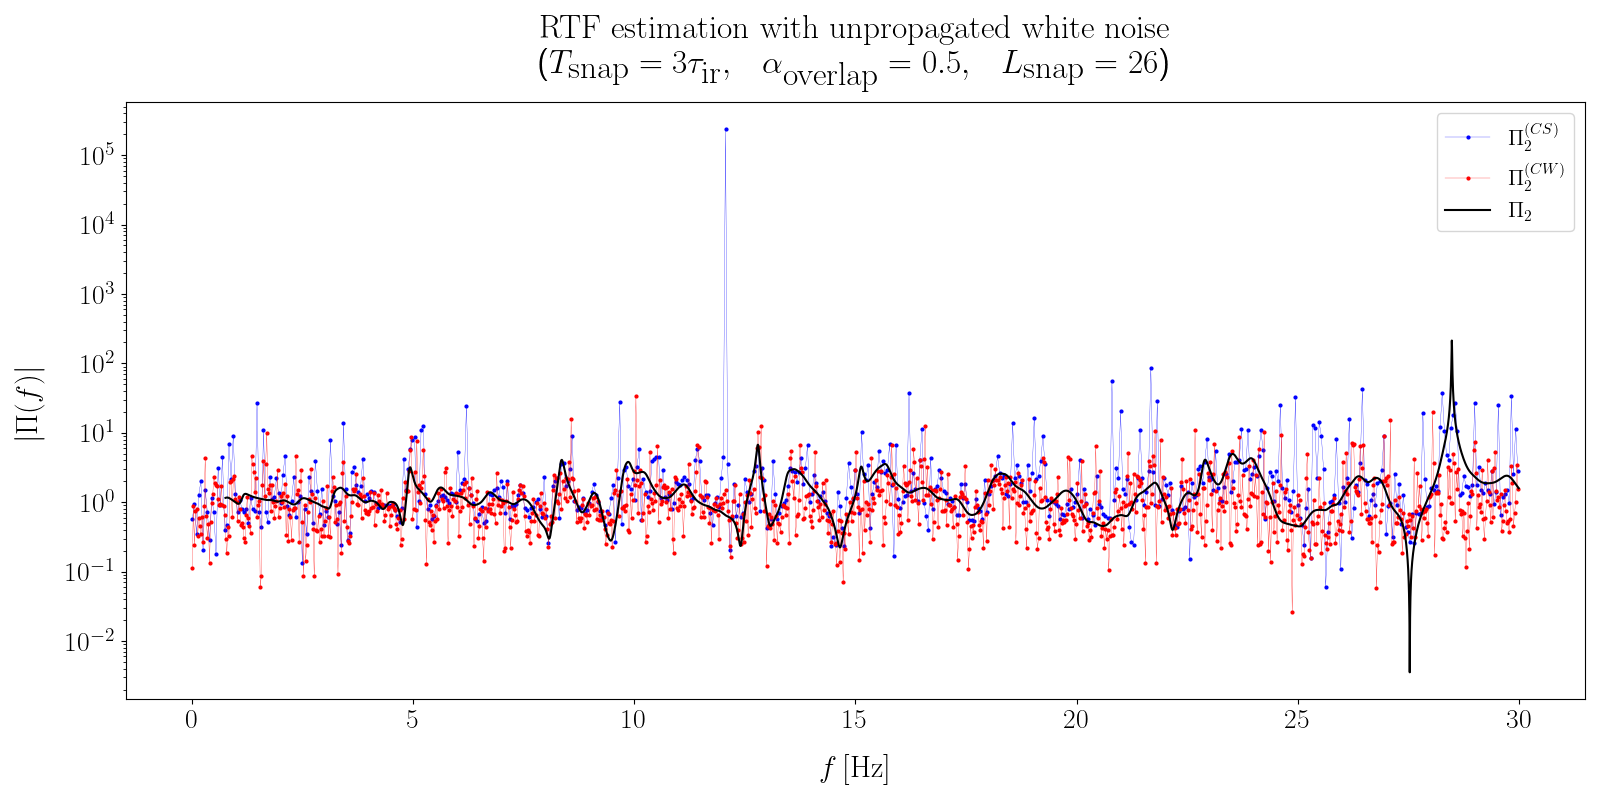 RTF estimation with unpropagated white noise
(T_snap = 3τ_ir, α_overlap = 0.5, L_snap = 26)
|Π(f)|
10^5
10^4
10^3
10^2
10^1
10^0
10^−1
10^−2
Π_2^(CS)
Π_2^(CW)
Π_2
0 5 10 15 20 25 30
f [Hz]